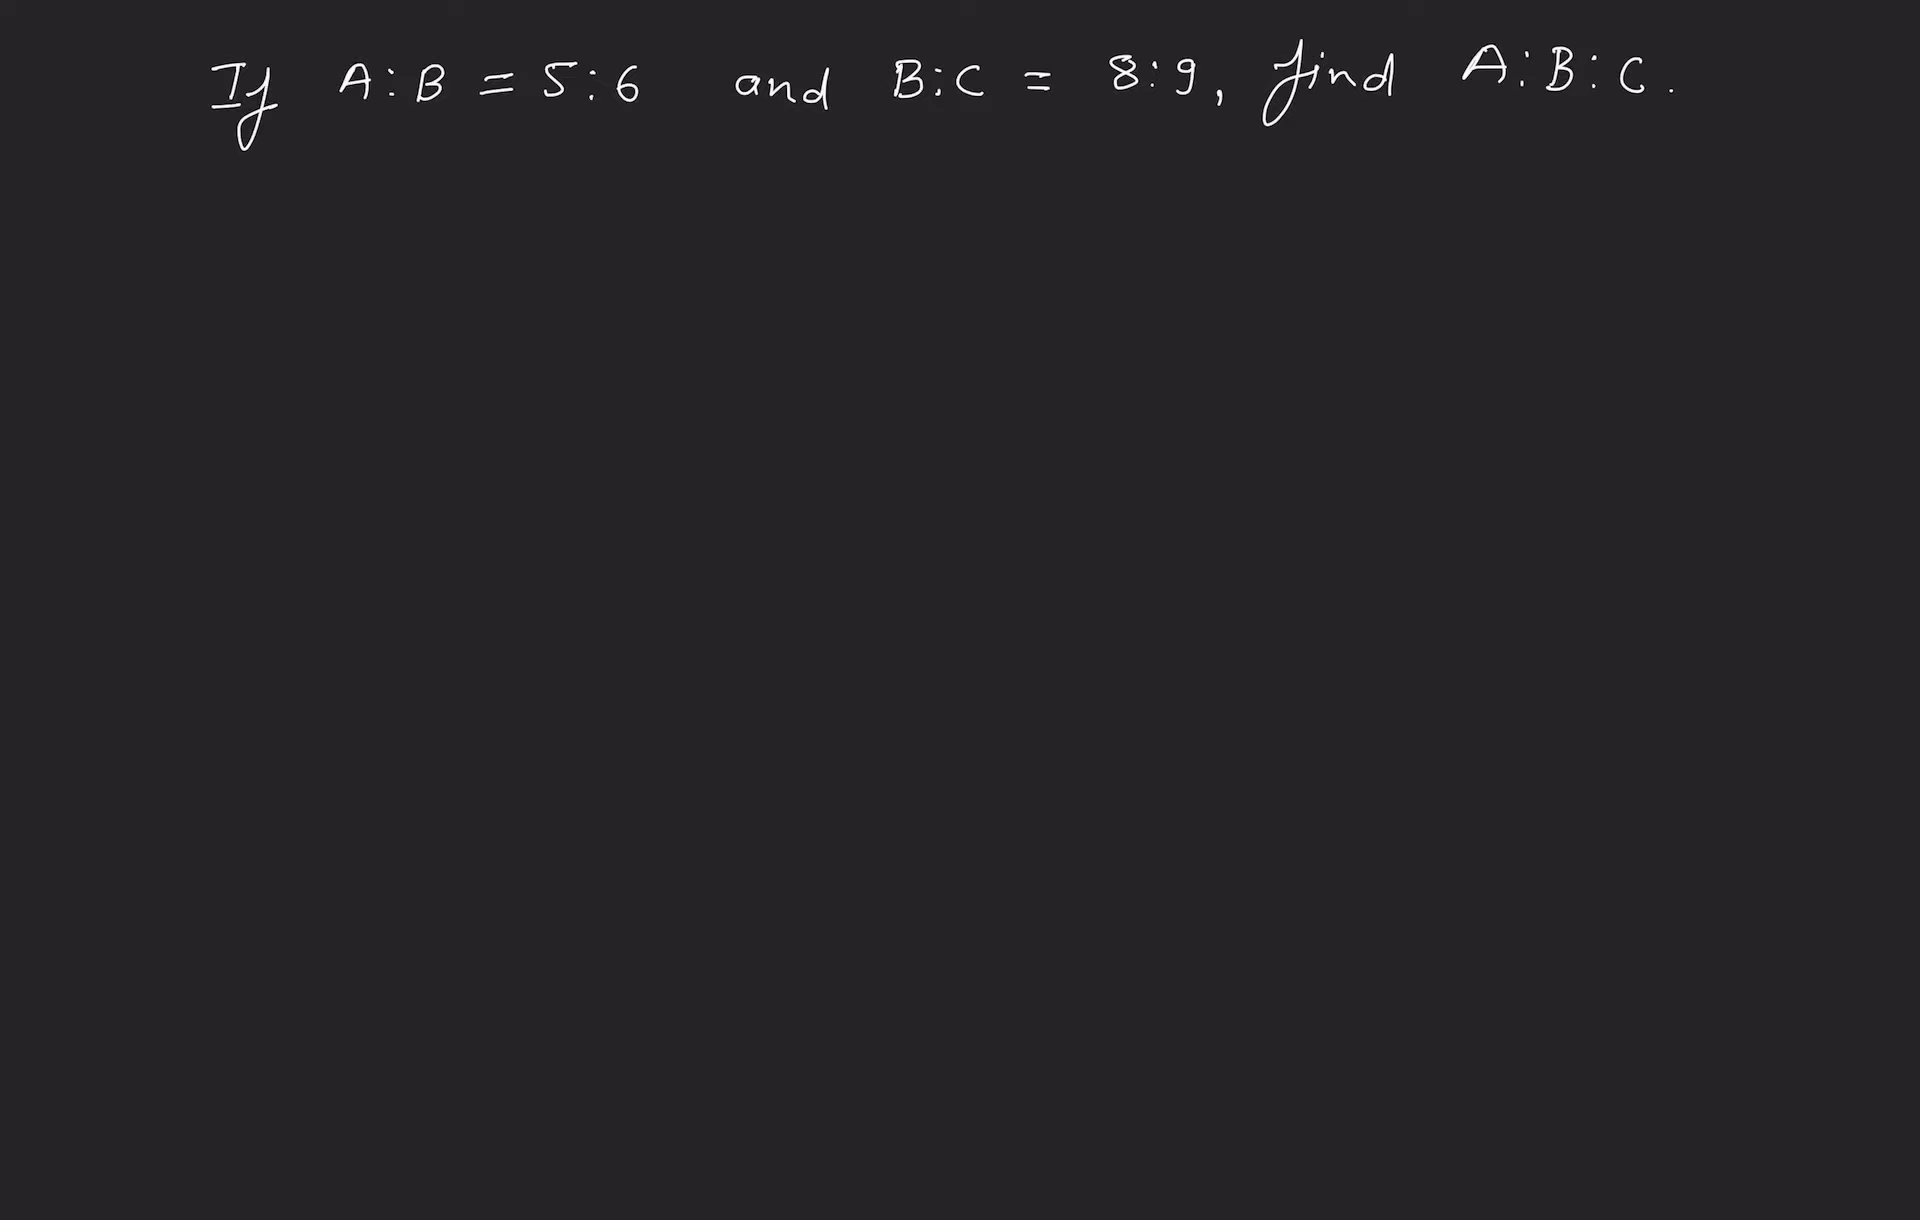 If A:B = 5:6 and B:C = 8:9, find A:B:C.